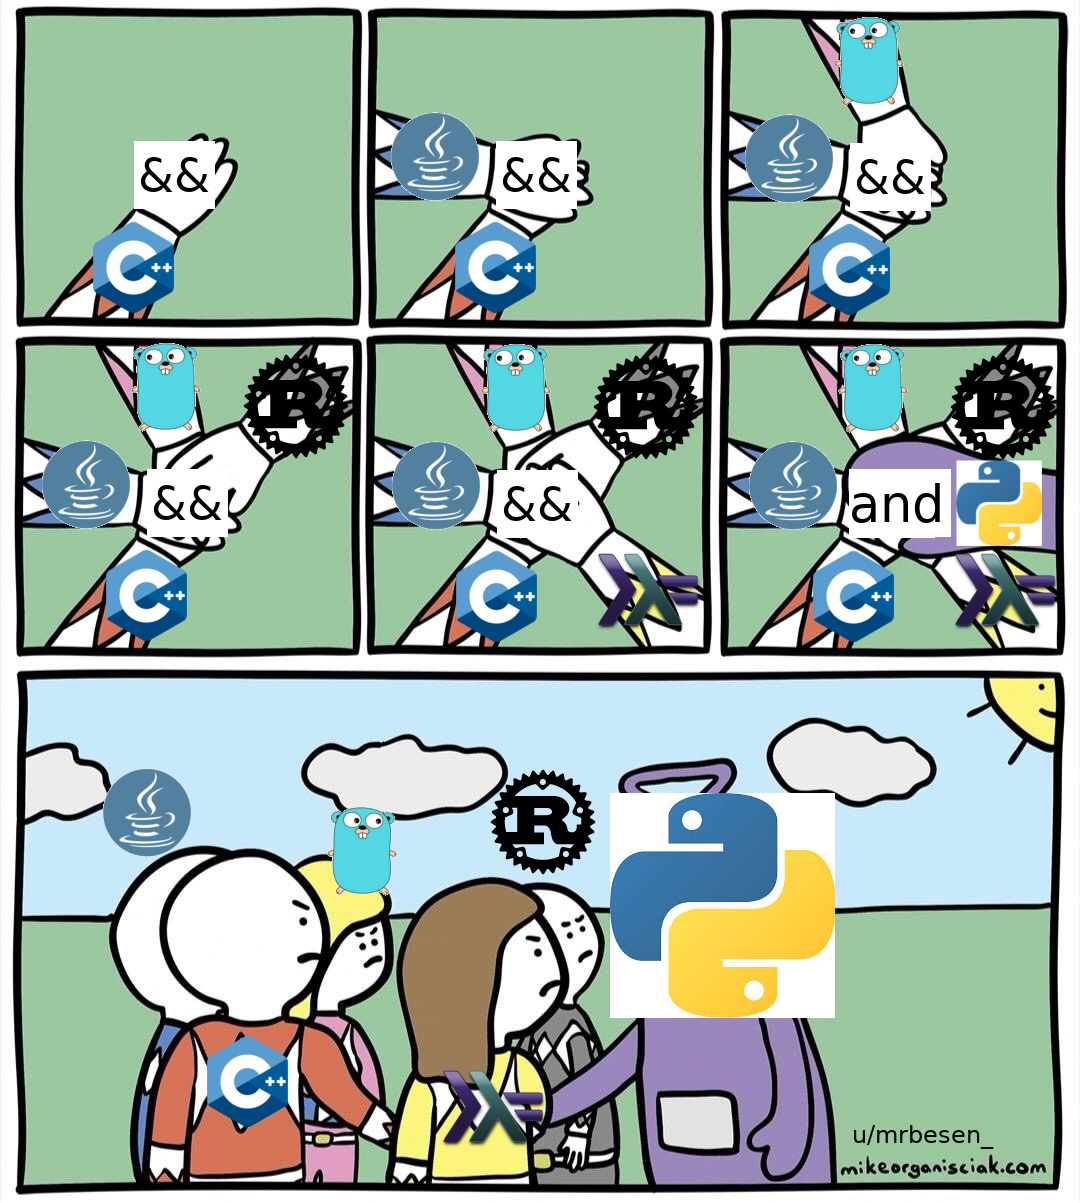 &&
C++
&&
C++
&&
C++
R
&&
C++
R
&&
C++
R
and
C++
R
C++
u/mrbesen_
mikeorganisciak.com